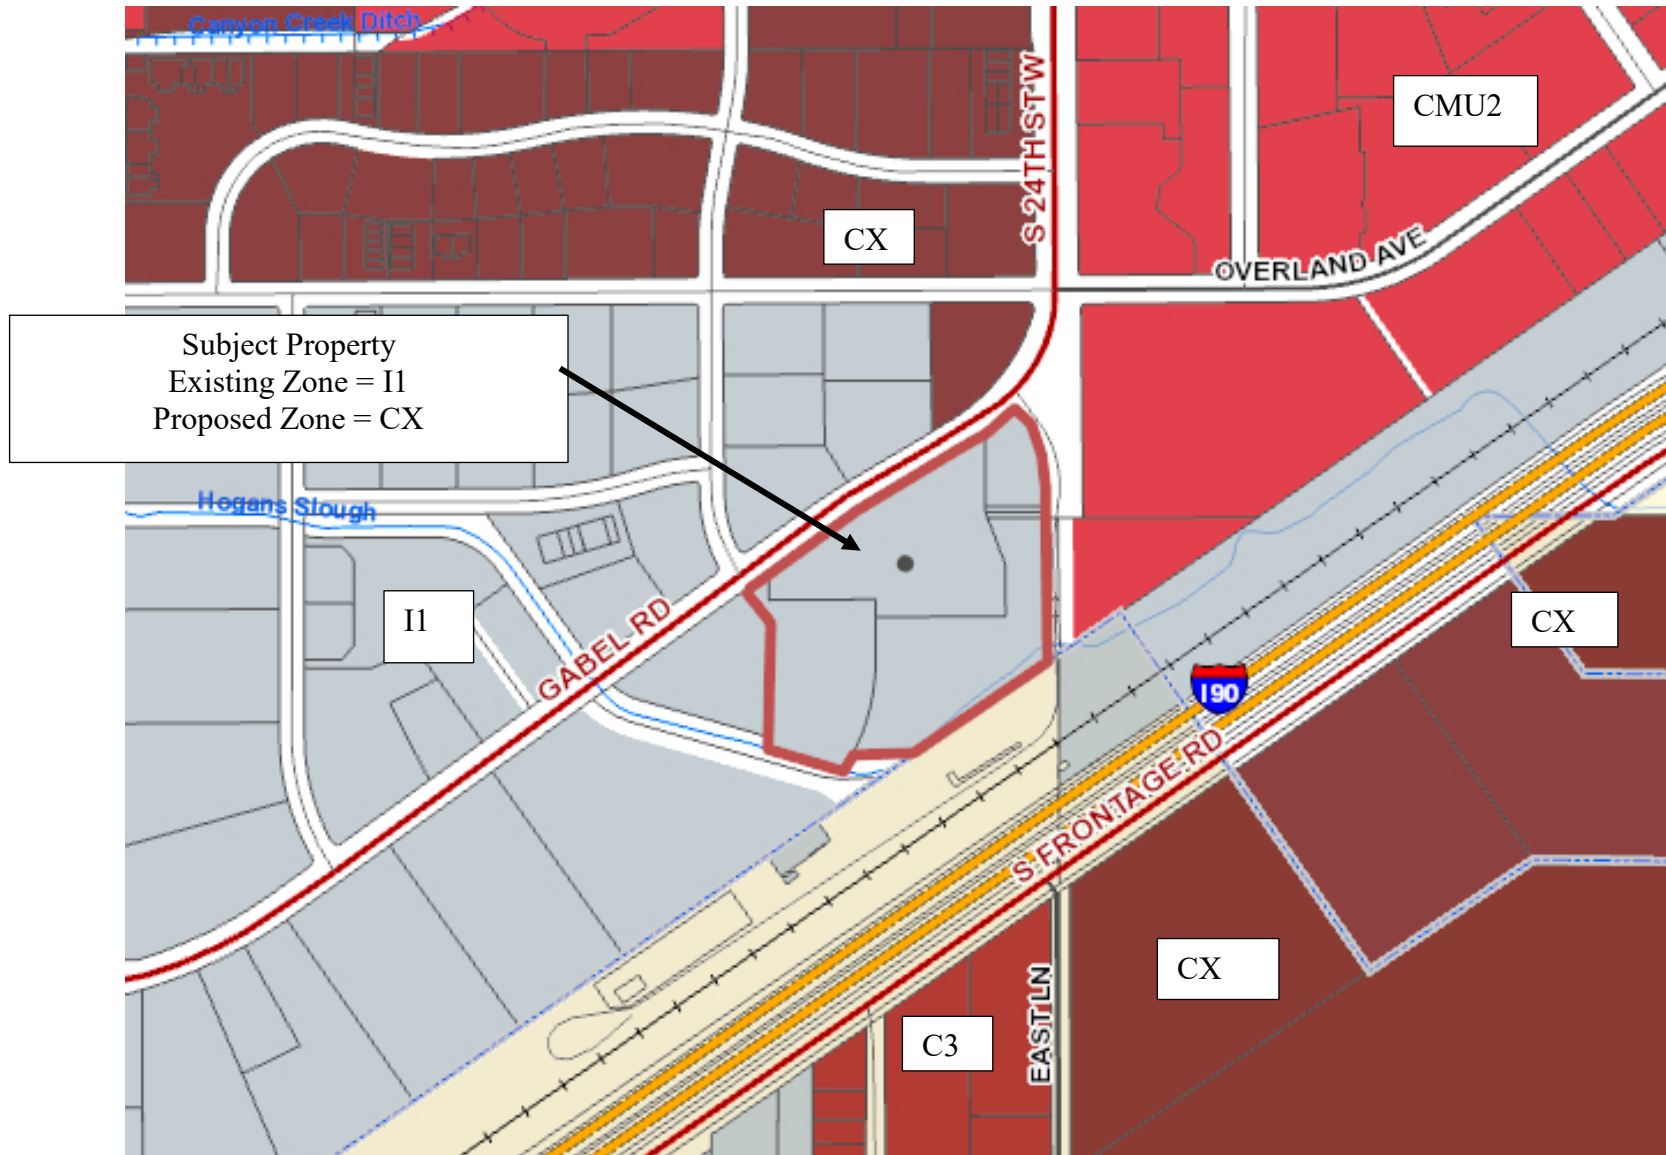 Canyon Creek Ditch
S 24TH ST W
CMU2
CX
OVERLAND AVE
Subject Property
Existing Zone = I1
Proposed Zone = CX
Hogans Slough
I1
GABEL RD
CX
I90
S FRONTAGE RD
CX
C3
EAST LN